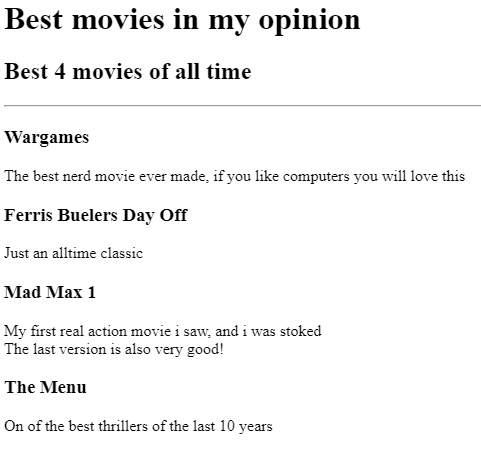 Best movies in my opinion
Best 4 movies of all time
Wargames
The best nerd movie ever made, if you like computers you will love this
Ferris Buelers Day Off
Just an alltime classic
Mad Max 1
My first real action movie i saw, and i was stoked
The last version is also very good!
The Menu
On of the best thrillers of the last 10 years